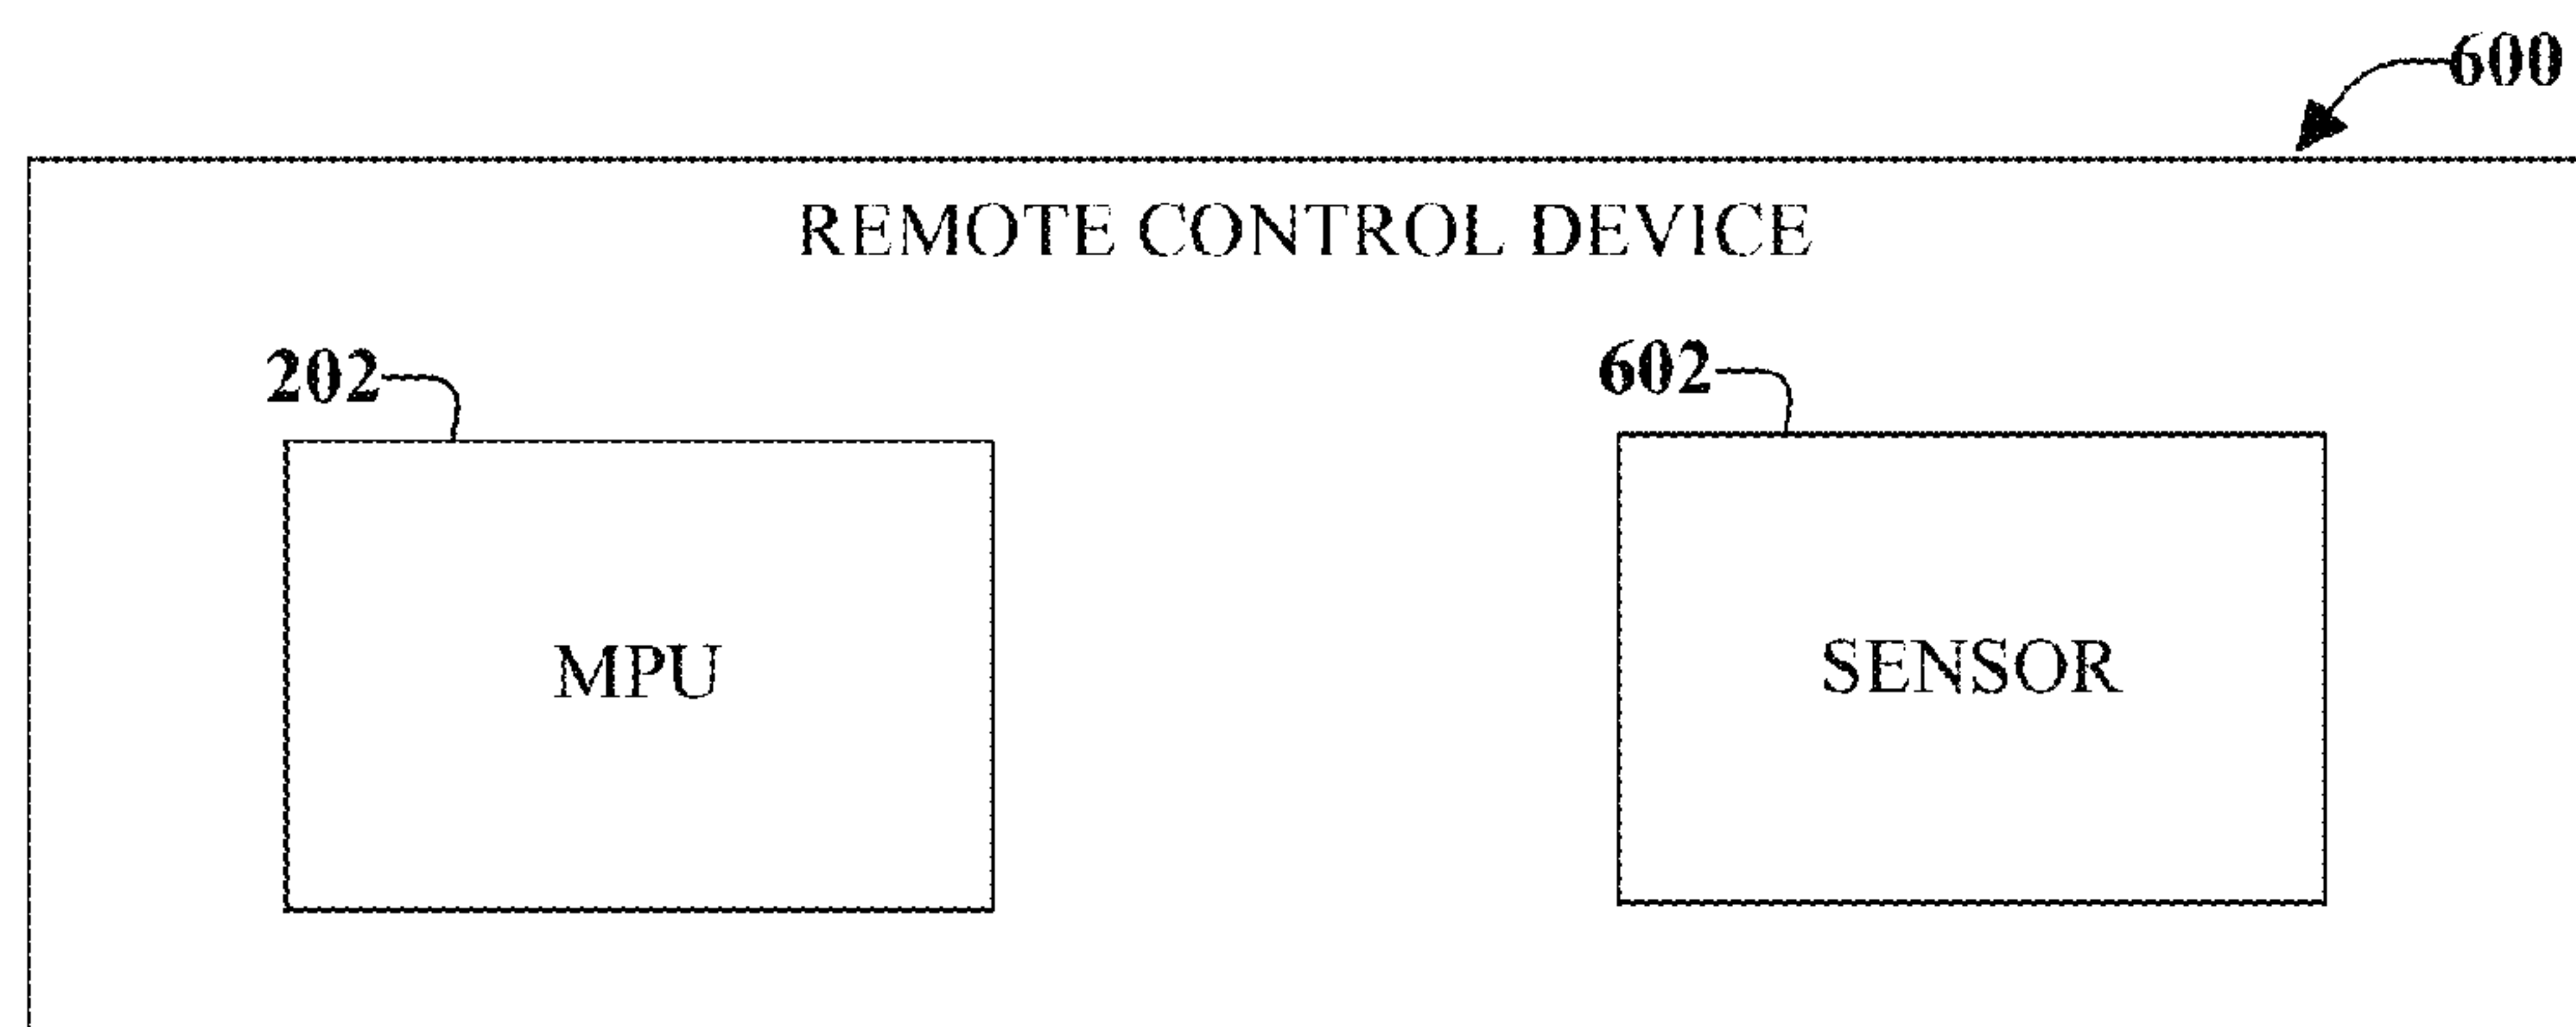 600
REMOTE CONTROL DEVICE
202
602
MPU
SENSOR